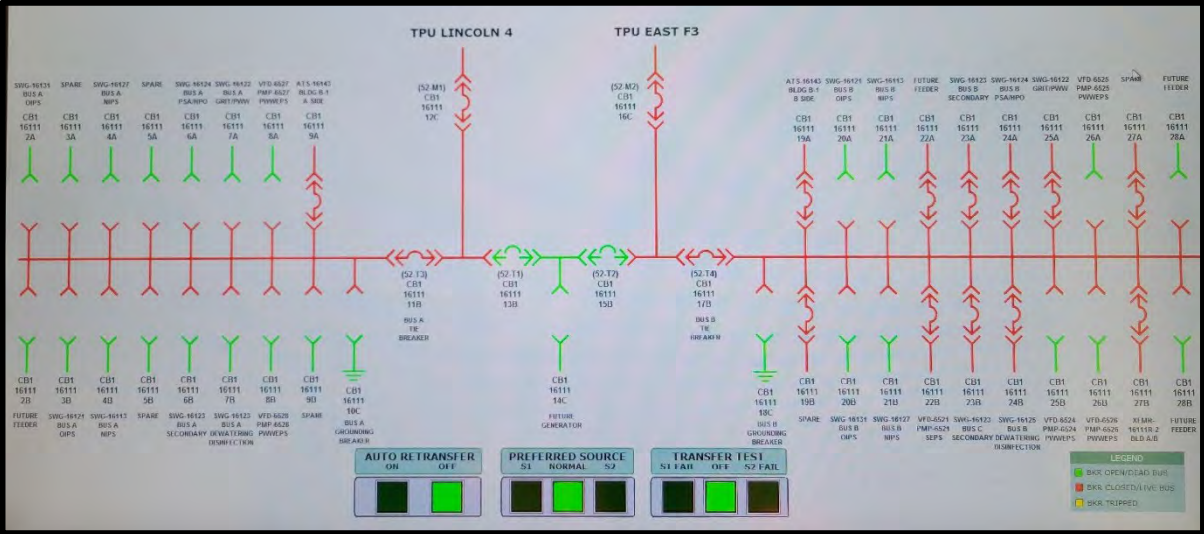 TPU LINCOLN 4
TPU EAST F3
SWG-16131
BUS A
OIPS
CB1
16111
2A
SPARE
CB1
16111
3A
SWG-16127
BUS A
NIPS
CB1
16111
4A
SPARE
CB1
16111
5A
SWG-16124
BUS A
PSA/HPO
CB1
16111
6A
SWG-16122
BUS A
GRIT/PWW
CB1
16111
7A
VFD-6527
PMP-6527
PWWEPS
CB1
16111
8A
ATS-16143
BLDG B-1
A SIDE
CB1
16111
9A
(52-M1)
CB1
16111
12C
(52-M2)
CB1
16111
16C
ATS-16143
BLDG B-1
B SIDE
CB1
16111
19A
SWG-16121
BUS B
OIPS
CB1
16111
20A
SWG-16113
BUS B
NIPS
CB1
16111
21A
FUTURE
FEEDER
CB1
16111
22A
SWG-16123
BUS B
SECONDARY
CB1
16111
23A
SWG-16124
BUS B
PSA/HPO
CB1
16111
24A
SWG-16122
GRIT/PWW
CB1
16111
25A
VFD-6525
PMP-6525
PWWEPS
CB1
16111
26A
SPARE
CB1
16111
27A
FUTURE
FEEDER
CB1
16111
28A
(52-T3)
CB1
16111
11B
BUS A
TIE
BREAKER
(52-T1)
CB1
16111
13B
(52-T2)
CB1
16111
15B
(52-T4)
CB1
16111
17B
BUS B
TIE
BREAKER
CB1
16111
2B
FUTURE
FEEDER
CB1
16111
3B
SWG-16121
BUS A
OIPS
CB1
16111
4B
SWG-16113
BUS A
NIPS
CB1
16111
5B
SPARE
CB1
16111
6B
SWG-16123
BUS A
SECONDARY
CB1
16111
7B
SWG-16125
BUS A
DEWATERING
DISINFECTION
CB1
16111
8B
VFD-6528
PMP-6528
PWWEPS
CB1
16111
9B
SPARE
CB1
16111
10C
BUS A
GROUNDING
BREAKER
CB1
16111
14C
FUTURE
GENERATOR
CB1
16111
18C
BUS B
GROUNDING
BREAKER
CB1
16111
19B
SPARE
CB1
16111
20B
SWG-16131
BUS B
OIPS
CB1
16111
21B
SWG-16127
BUS B
NIPS
CB1
16111
22B
VFD-6521
PMP-6521
SEPS
CB1
16111
23B
SWG-16123
BUS C
SECONDARY
CB1
16111
24B
SWG-16125
BUS B
DEWATERING
DISINFECTION
CB1
16111
25B
VFD-6524
PMP-6524
PWWEPS
CB1
16111
26B
VFD-6526
PMP-6526
PWWEPS
CB1
16111
27B
XFMR-
16111B-2
BLD A/B
CB1
16111
28B
FUTURE
FEEDER
AUTO RETRANSFER
ON OFF
PREFERRED SOURCE
S1 NORMAL S2
TRANSFER TEST
S1 FAIL OFF S2 FAIL
LEGEND
BKR OPEN/DEAD BUS
BKR CLOSED/LIVE BUS
BKR TRIPPED